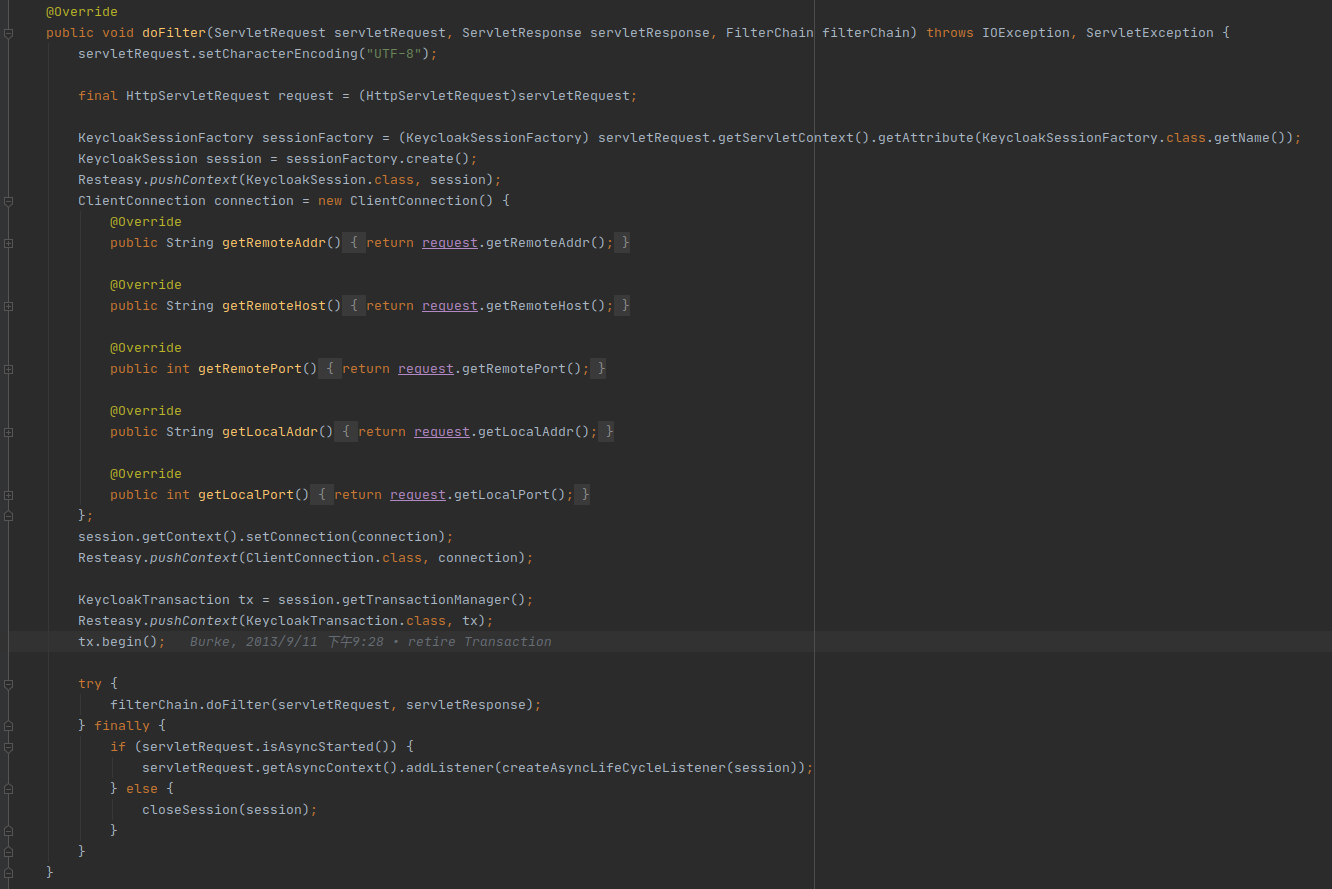 @Override
public void doFilter(ServletRequest servletRequest, ServletResponse servletResponse, FilterChain filterChain) throws IOException, ServletException {
servletRequest.setCharacterEncoding("UTF-8");
final HttpServletRequest request = (HttpServletRequest)servletRequest;
KeycloakSessionFactory sessionFactory = (KeycloakSessionFactory) servletRequest.getServletContext().getAttribute(KeycloakSessionFactory.class.getName());
KeycloakSession session = sessionFactory.create();
Resteasy.pushContext(KeycloakSession.class, session);
ClientConnection connection = new ClientConnection() {
@Override
public String getRemoteAddr() { return request.getRemoteAddr(); }
@Override
public String getRemoteHost() { return request.getRemoteHost(); }
@Override
public int getRemotePort() { return request.getRemotePort(); }
@Override
public String getLocalAddr() { return request.getLocalAddr(); }
@Override
public int getLocalPort() { return request.getLocalPort(); }
};
session.getContext().setConnection(connection);
Resteasy.pushContext(ClientConnection.class, connection);
KeycloakTransaction tx = session.getTransactionManager();
Resteasy.pushContext(KeycloakTransaction.class, tx);
tx.begin(); Burke, 2013/9/11 下午9:28 • retire Transaction
try {
filterChain.doFilter(servletRequest, servletResponse);
} finally {
if (servletRequest.isAsyncStarted()) {
servletRequest.getAsyncContext().addListener(createAsyncLifeCycleListener(session));
} else {
closeSession(session);
}
}
}